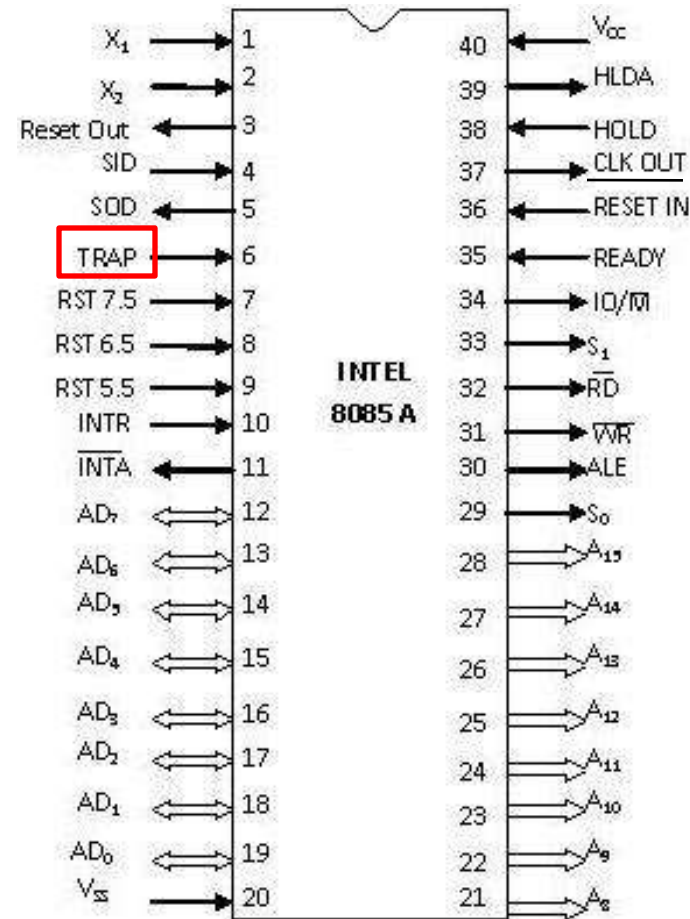 X₁ 1 40 Vcc
X₂ 2 39 HLDA
Reset Out 3 38 HOLD
SID 4 37 CLK OUT
SOD 5 36 RESET IN
TRAP 6 35 READY
RST 7.5 7 34 IO/M̅
RST 6.5 8 33 S₁
RST 5.5 9 32 R̅D̅
INTR 10 31 W̅R̅
I̅N̅T̅A̅ 11 30 ALE
INTEL
8085 A
AD₇ 12 29 S₀
AD₆ 13 28 A₁₅
AD₅ 14 27 A₁₄
AD₄ 15 26 A₁₃
AD₃ 16 25 A₁₂
AD₂ 17 24 A₁₁
AD₁ 18 23 A₁₀
AD₀ 19 22 A₉
Vss 20 21 A₈